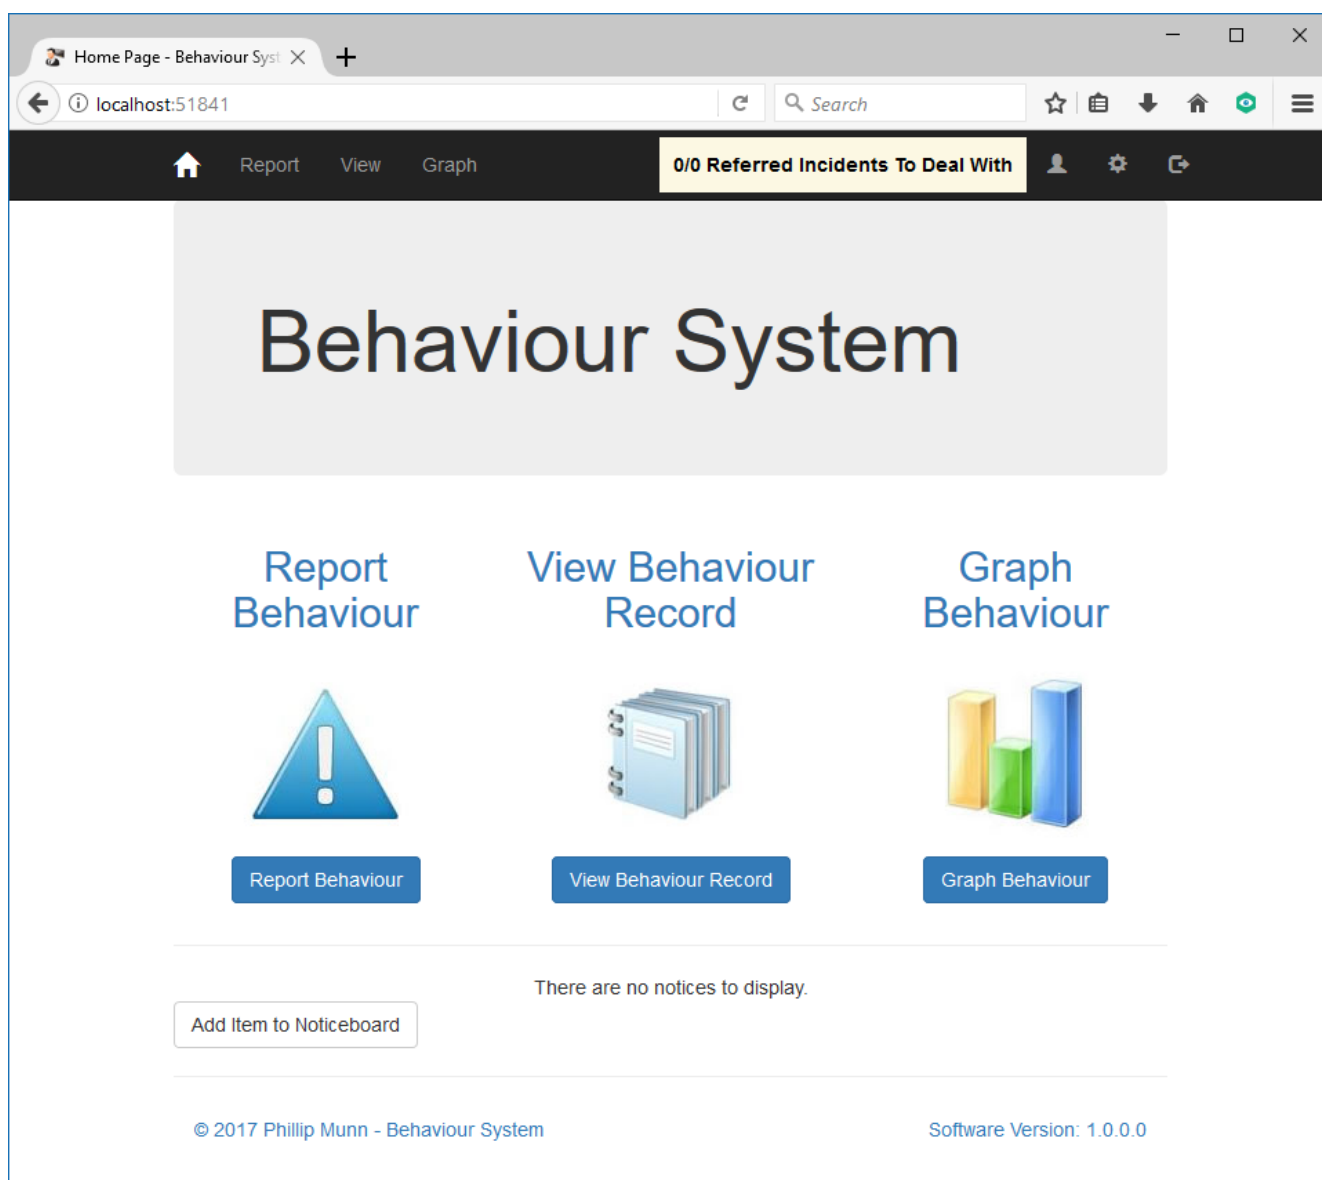 Home Page - Behaviour Syst
localhost:51841
Search
Report View Graph 0/0 Referred Incidents To Deal With
Behaviour System
Report
Behaviour
View Behaviour
Record
Graph
Behaviour
Report Behaviour
View Behaviour Record
Graph Behaviour
There are no notices to display.
Add Item to Noticeboard
© 2017 Phillip Munn - Behaviour System
Software Version: 1.0.0.0